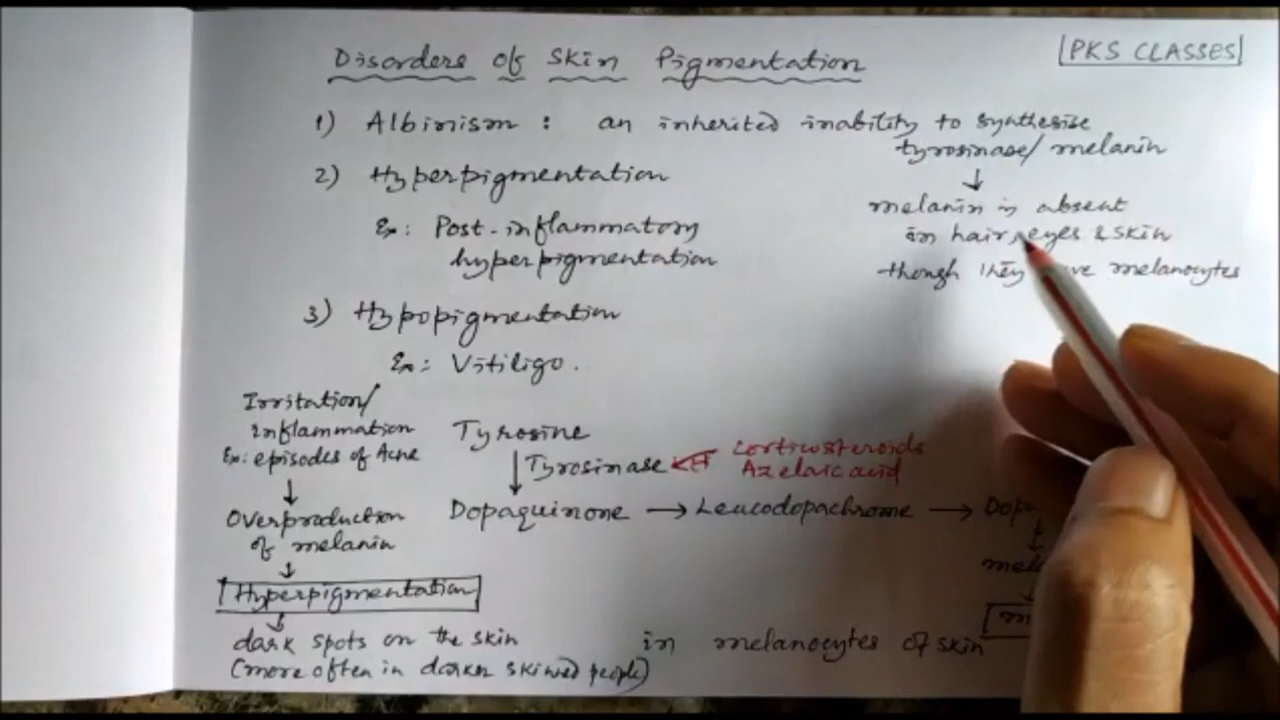 Disorders of Skin Pigmentation
PKS CLASSES
1) Albinism : an inherited inability to synthesise
tyrosinase/ melanin
↓
melanin is absent
in hair, eyes & skin
though they melanocytes
2) Hyperpigmentation
Ex: Post-inflammatory
hyperpigmentation
3) Hypopigmentation
Ex: Vitiligo.
Irritation/
inflammation
Ex: episodes of Acne
↓
Overproduction
of melanin
↓
Hyperpigmentation
↓
dark spots on the skin
(more often in darker skinned people)
Tyrosine
↓ Tyrosinase ← Corticosteroids
Azelaic acid
Dopaquinone → Leucodopachrome →
in melanocytes of skin